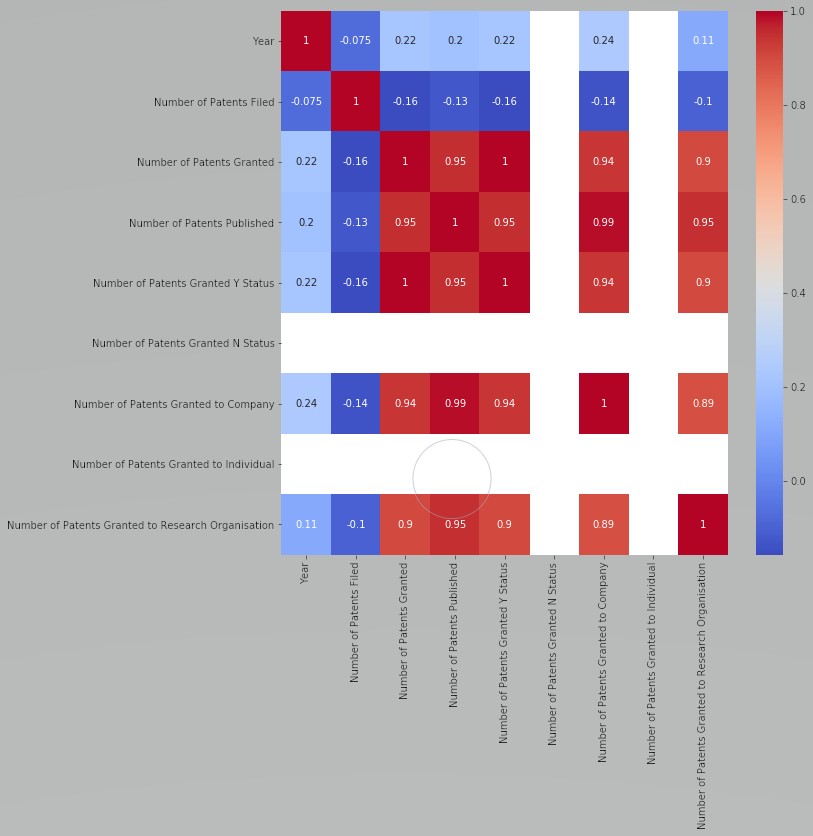 Year 1 -0.075 0.22 0.2 0.22 0.24 0.11
Number of Patents Filed -0.075 1 -0.16 -0.13 -0.16 -0.14 -0.1
Number of Patents Granted 0.22 -0.16 1 0.95 1 0.94 0.9
Number of Patents Published 0.2 -0.13 0.95 1 0.95 0.99 0.95
Number of Patents Granted Y Status 0.22 -0.16 1 0.95 1 0.94 0.9
Number of Patents Granted N Status
Number of Patents Granted to Company 0.24 -0.14 0.94 0.99 0.94 1 0.89
Number of Patents Granted to Individual
Number of Patents Granted to Research Organisation 0.11 -0.1 0.9 0.95 0.9 0.89 1
Year
Number of Patents Filed
Number of Patents Granted
Number of Patents Published
Number of Patents Granted Y Status
Number of Patents Granted N Status
Number of Patents Granted to Company
Number of Patents Granted to Individual
Number of Patents Granted to Research Organisation
1.0
0.8
0.6
0.4
0.2
0.0